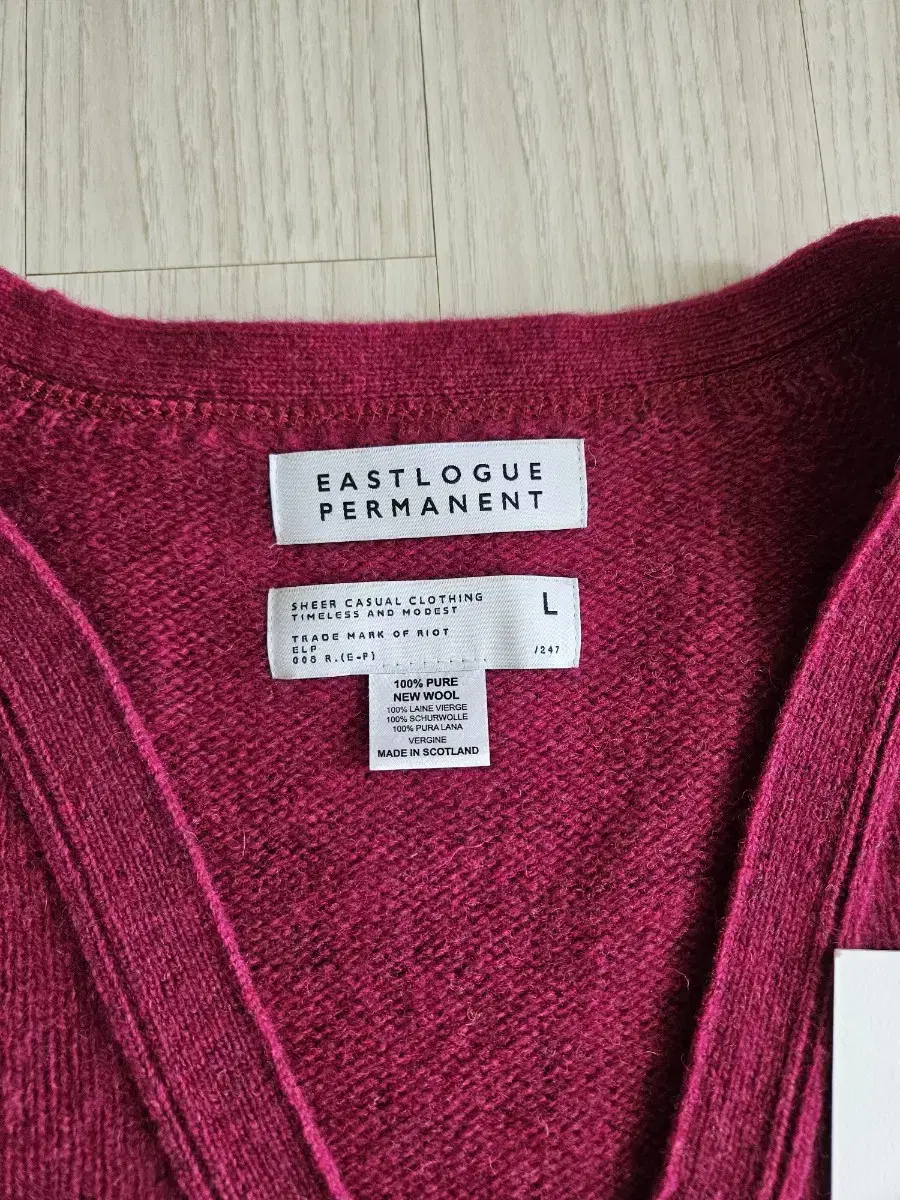 EASTLOGUE
PERMANENT
SHEER CASUAL CLOTHING
TIMELESS AND MODEST
L
TRADE MARK OF RIOT
ELP
008 R.(E-P)
/247
100% PURE
NEW WOOL
100% LAINE VIERGE
100% SCHURWOLLE
100% PURA LANA
VERGINE
MADE IN SCOTLAND